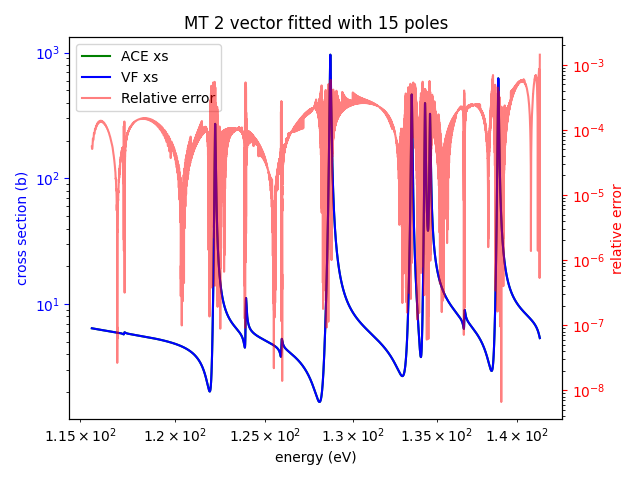 MT 2 vector fitted with 15 poles
ACE xs
VF xs
Relative error
cross section (b)
10³
10²
10¹
relative error
10⁻³
10⁻⁴
10⁻⁵
10⁻⁶
10⁻⁷
10⁻⁸
1.15 × 10² 1.2 × 10² 1.25 × 10² 1.3 × 10² 1.35 × 10² 1.4 × 10²
energy (eV)